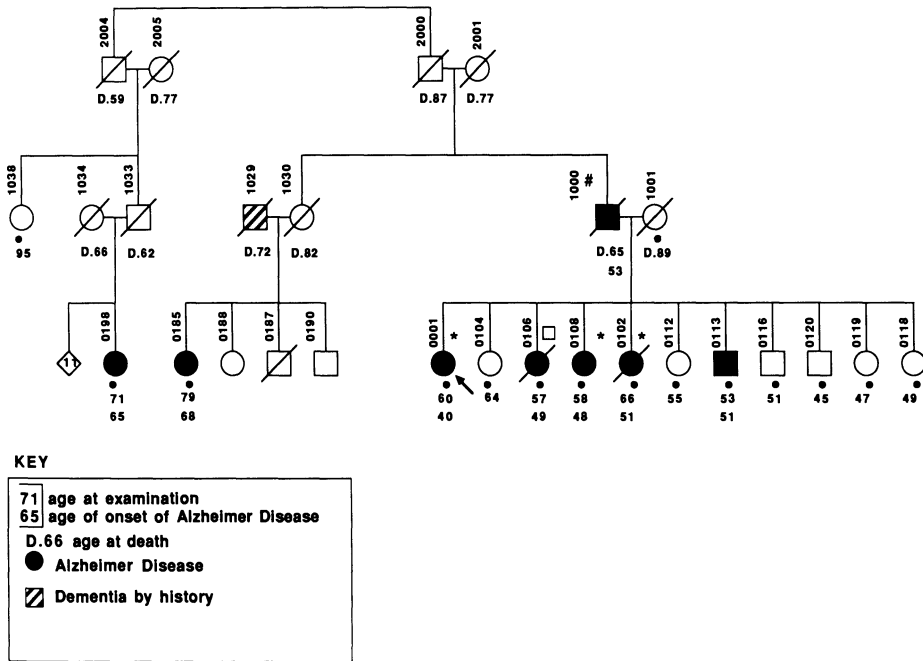 2004 2005 2000 2001
D.59 D.77 D.87 D.77
1038 1034 1033 1029 1030 1000 # 1001
95 D.66 D.62 D.72 D.82 D.65 D.89
53
11 0198 0185 0188 0187 0190 0001 * 0104 0106 0108 * 0102 * 0112 0113 0116 0120 0119 0118
71 79 60 64 57 58 66 55 53 51 45 47 49
65 68 40 49 48 51 51
KEY
71 age at examination
65 age of onset of Alzheimer Disease
D.66 age at death
Alzheimer Disease
Dementia by history